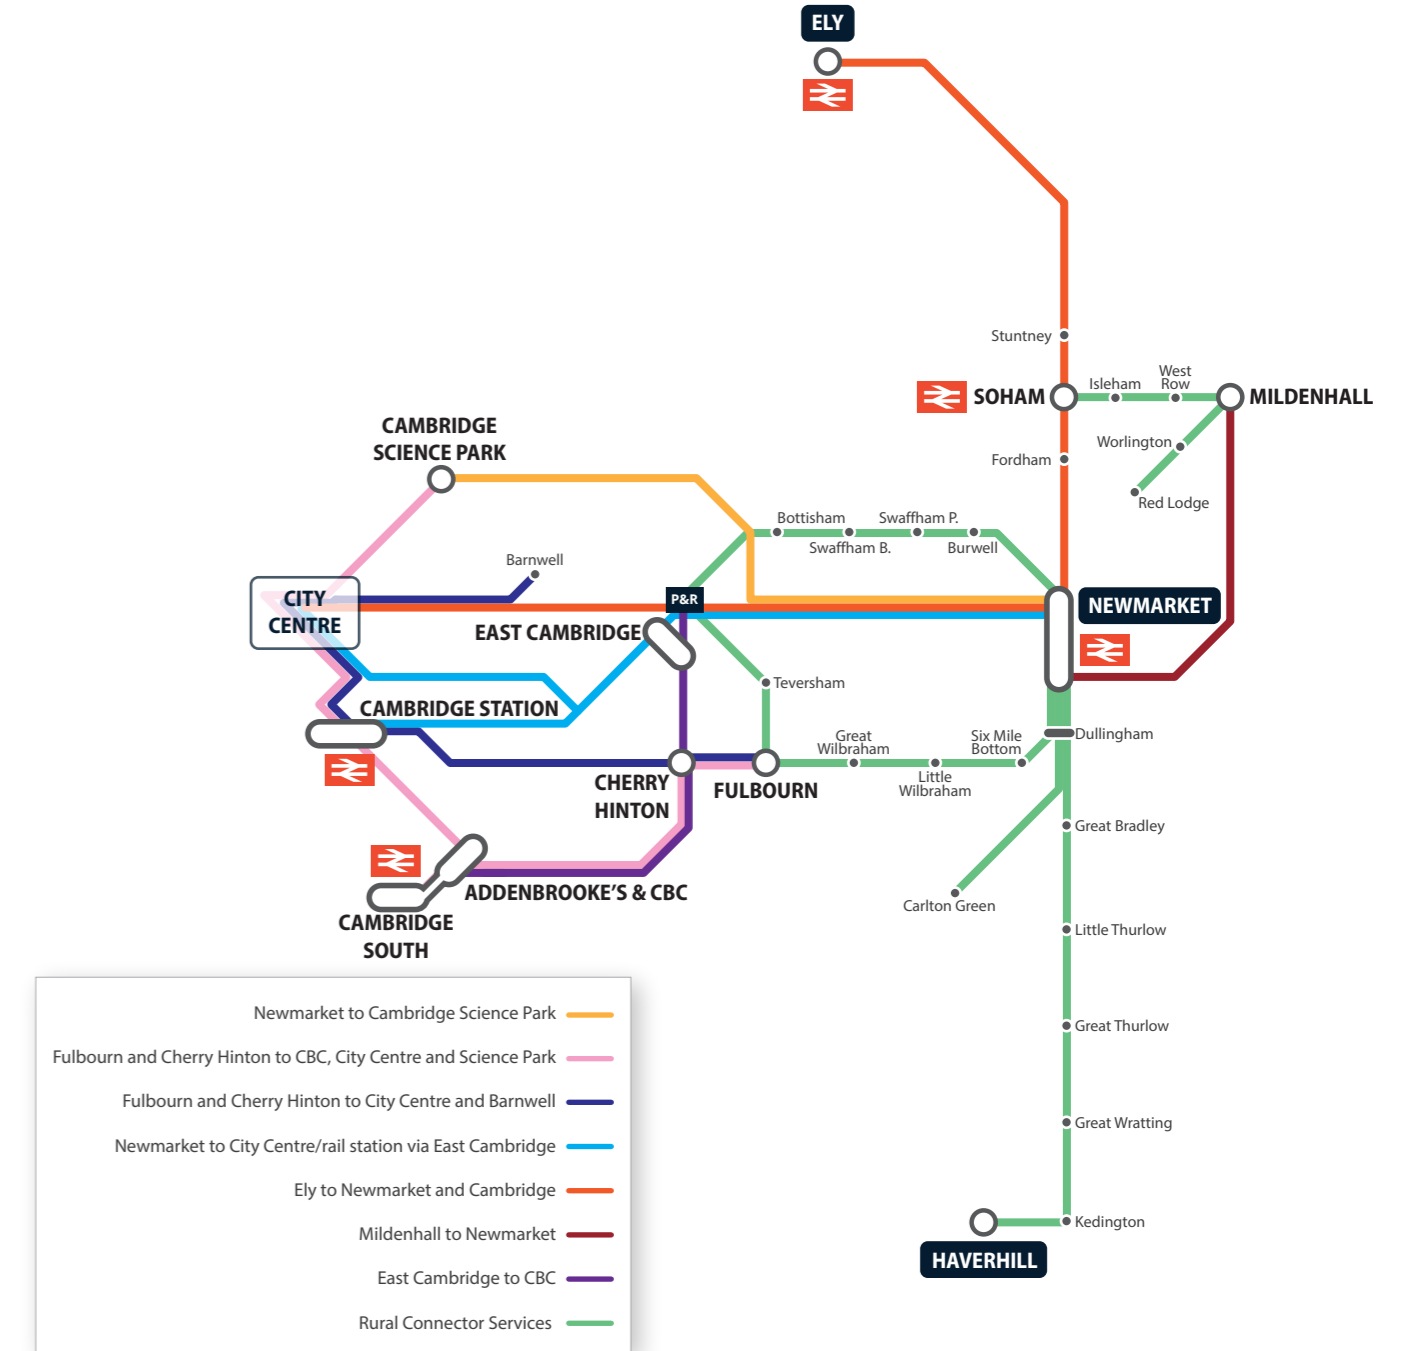 ELY
Stuntney
SOHAM
Isleham
West
Row
MILDENHALL
Worlington
Red Lodge
Fordham
CAMBRIDGE
SCIENCE PARK
Bottisham
Swaffham P.
Swaffham B.
Burwell
Barnwell
CITY
CENTRE
P&R
NEWMARKET
EAST CAMBRIDGE
Teversham
CAMBRIDGE STATION
Great
Wilbraham
Six Mile
Bottom
Dullingham
Little
Wilbraham
CHERRY
HINTON
FULBOURN
Great Bradley
ADDENBROOKE'S & CBC
Carlton Green
CAMBRIDGE
SOUTH
Little Thurlow
Great Thurlow
Great Wratting
Kedington
HAVERHILL
Newmarket to Cambridge Science Park
Fulbourn and Cherry Hinton to CBC, City Centre and Science Park
Fulbourn and Cherry Hinton to City Centre and Barnwell
Newmarket to City Centre/rail station via East Cambridge
Ely to Newmarket and Cambridge
Mildenhall to Newmarket
East Cambridge to CBC
Rural Connector Services